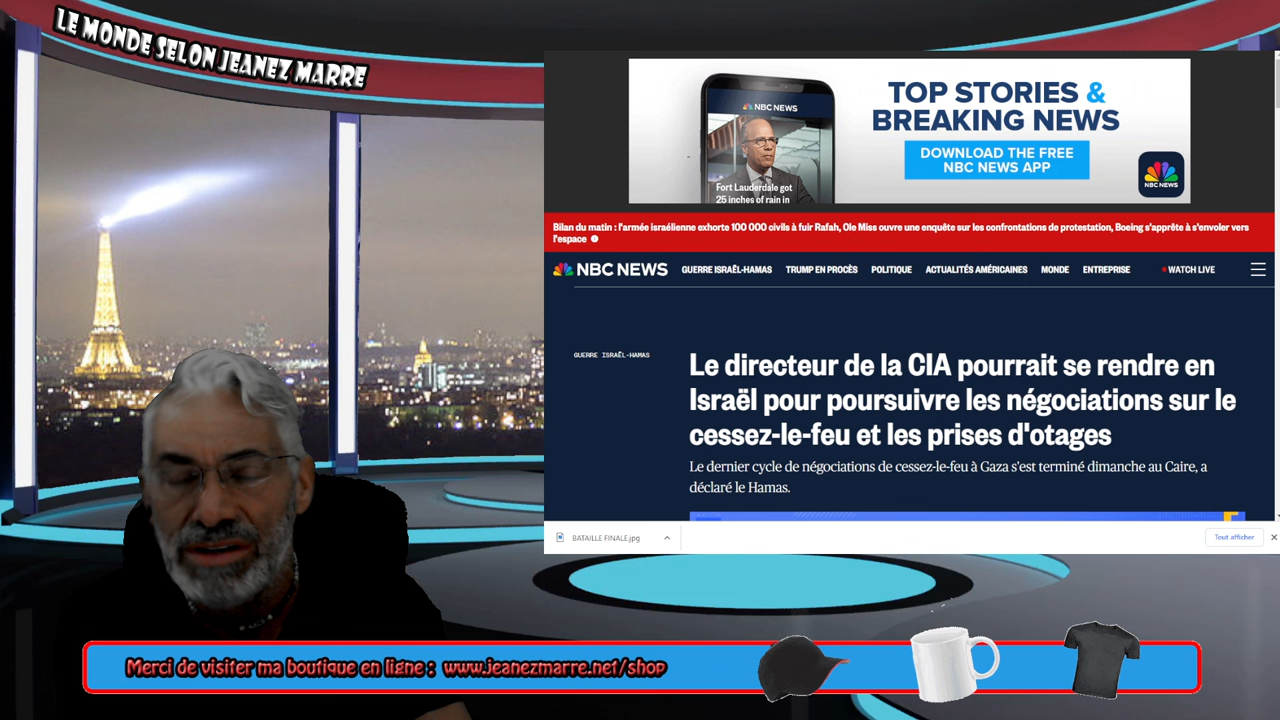 LE MONDE SELON JEANEZ MARRE
NBC NEWS
Fort Lauderdale got
25 inches of rain in
TOP STORIES &
BREAKING NEWS
DOWNLOAD THE FREE
NBC NEWS APP
NBC NEWS
Bilan du matin : l'armée israélienne exhorte 100 000 civils à fuir Rafah, Ole Miss ouvre une enquête sur les confrontations de protestation, Boeing s'apprête à s'envoler vers
l'espace
NBC NEWS GUERRE ISRAËL-HAMAS TRUMP EN PROCÈS POLITIQUE ACTUALITÉS AMÉRICAINES MONDE ENTREPRISE WATCH LIVE
GUERRE ISRAËL-HAMAS
Le directeur de la CIA pourrait se rendre en
Israël pour poursuivre les négociations sur le
cessez-le-feu et les prises d'otages
Le dernier cycle de négociations de cessez-le-feu à Gaza s'est terminé dimanche au Caire, a
déclaré le Hamas.
BATAILLE FINALE.jpg
Tout afficher
Merci de visiter ma boutique en ligne : www.jeanezmarre.net/shop